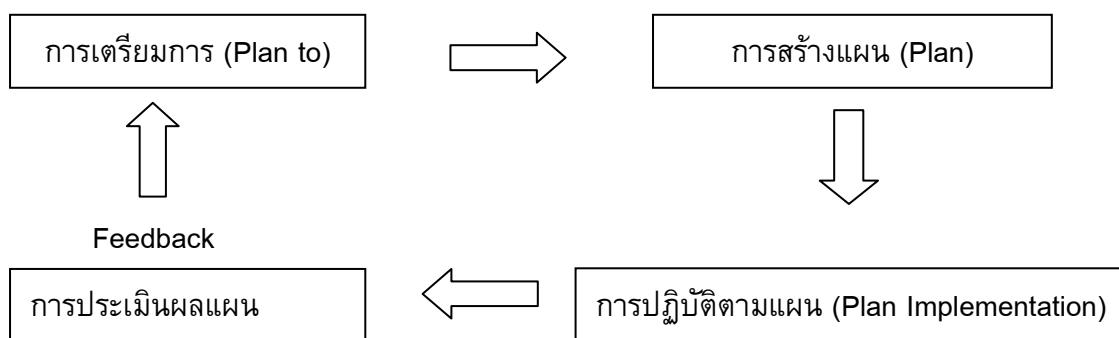 การเตรียมการ (Plan to)
การสร้างแผน (Plan)
Feedback
การประเมินผลแผน
การปฏิบัติตามแผน (Plan Implementation)